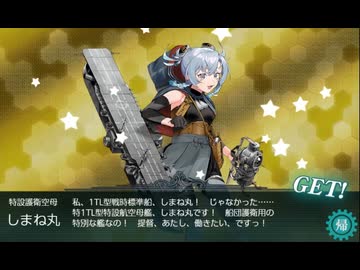 GET!
特設護衛空母
しまね丸
私、1TL型戦時標準船、しまね丸！　じゃなかった……
特1TL型特設航空母艦、しまね丸です！　船団護衛用の
特別な艦なの！　提督、あたし、働きたい、ですっ！
帰